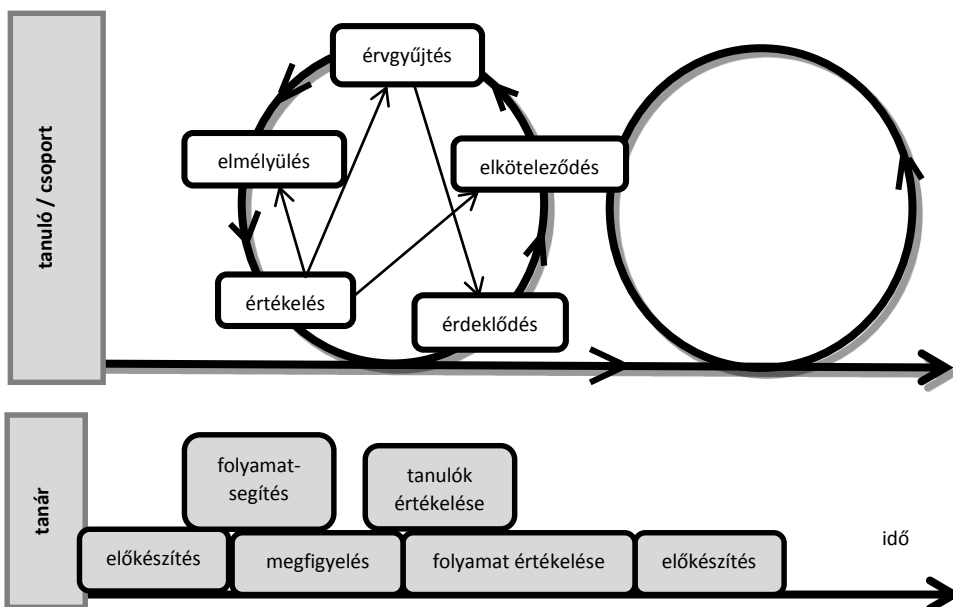 tanuló / csoport
érvgyűjtés
elmélyülés
elköteleződés
értékelés
érdeklődés
tanár
folyamat-
segítés
tanulók
értékelése
előkészítés
megfigyelés
folyamat értékelése
előkészítés
idő